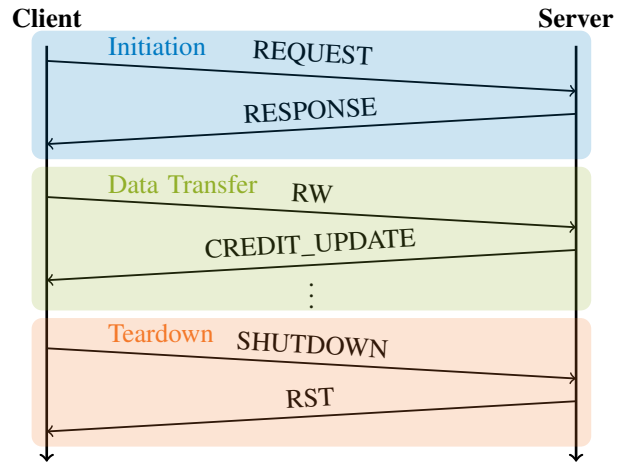 Client
Server
Initiation
REQUEST
RESPONSE
Data Transfer
RW
CREDIT_UPDATE
⋮
Teardown
SHUTDOWN
RST